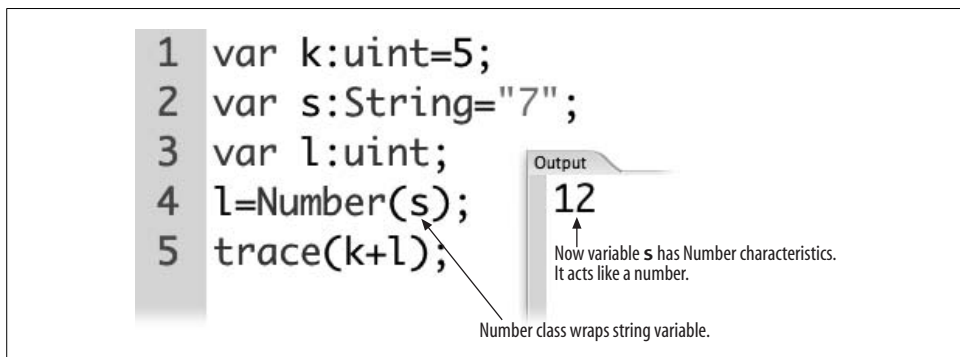 1 var k:uint=5;
2 var s:String="7";
3 var l:uint;
4 l=Number(s);
5 trace(k+l);
Output
12
Now variable s has Number characteristics.
It acts like a number.
Number class wraps string variable.